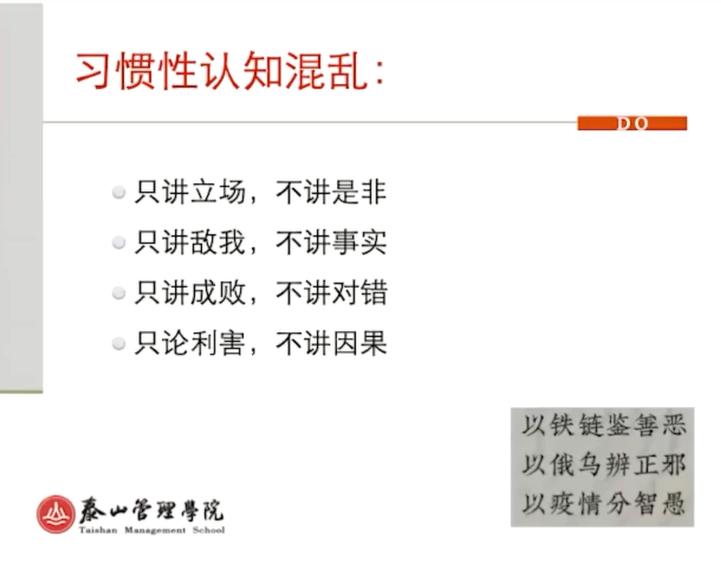 习惯性认知混乱：
DO
只讲立场，不讲是非
只讲敌我，不讲事实
只讲成败，不讲对错
只论利害，不讲因果
以铁链鉴善恶
以俄乌辨正邪
以疫情分智愚
泰山管理學院
Taishan Management School